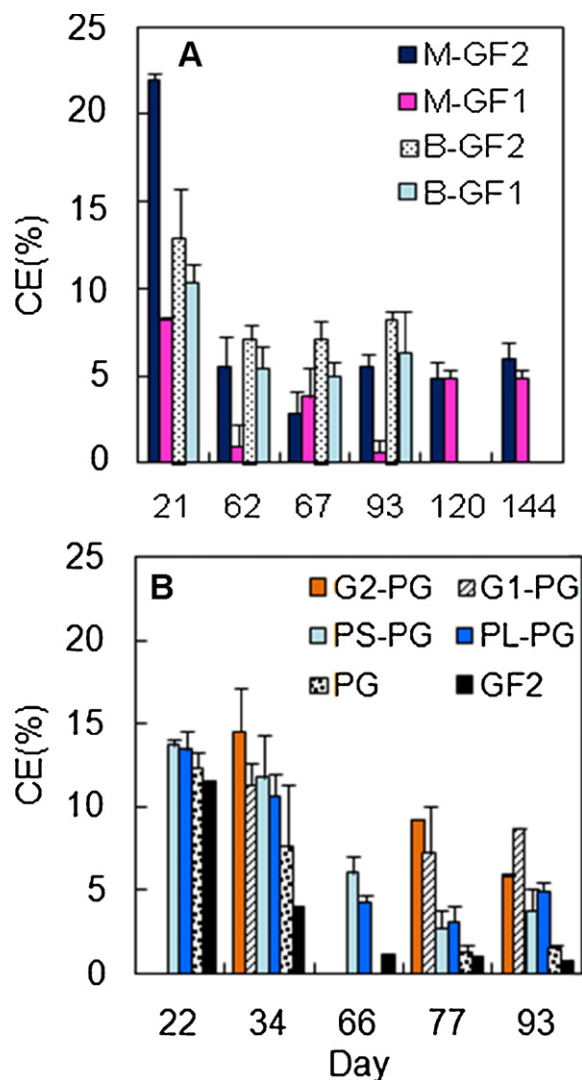 25
A
M-GF2
20
M-GF1
B-GF2
15
B-GF1
CE(%)
10
5
0
21 62 67 93 120 144
25
B
G2-PG G1-PG
20
PS-PG PL-PG
PG GF2
15
CE(%)
10
5
0
22 34 66 77 93
Day